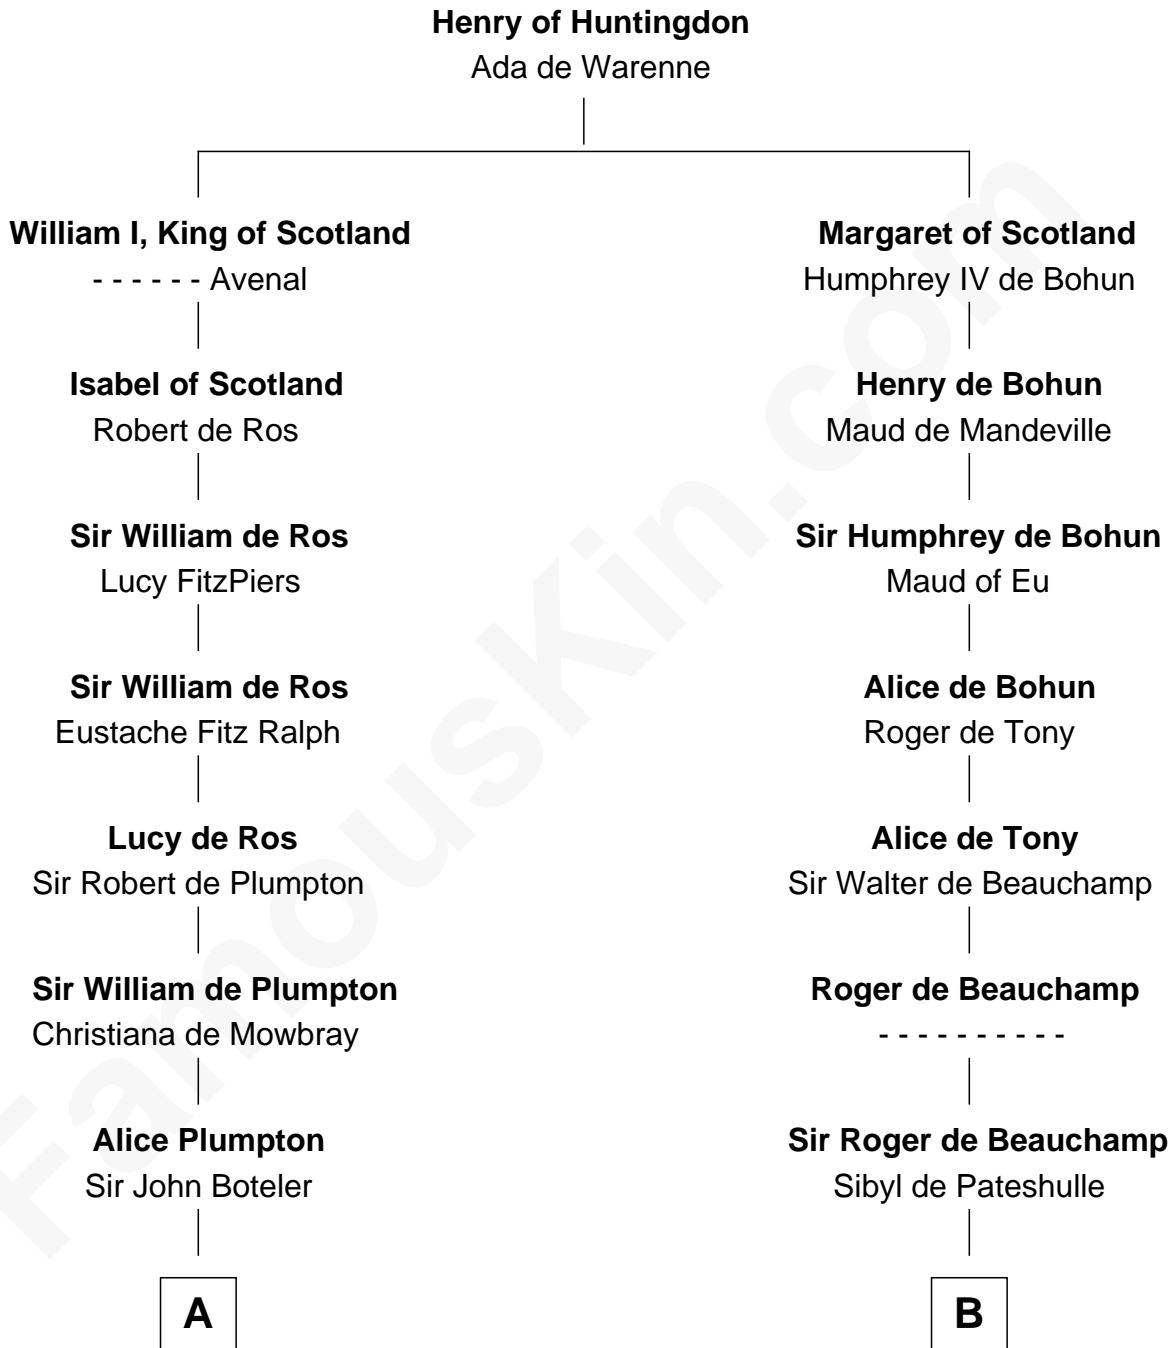 Henry of Huntingdon
Ada de Warenne
William I, King of Scotland
- - - - - - Avenal
Isabel of Scotland
Robert de Ros
Sir William de Ros
Lucy FitzPiers
Sir William de Ros
Eustache Fitz Ralph
Lucy de Ros
Sir Robert de Plumpton
Sir William de Plumpton
Christiana de Mowbray
Alice Plumpton
Sir John Boteler
A
Margaret of Scotland
Humphrey IV de Bohun
Henry de Bohun
Maud de Mandeville
Sir Humphrey de Bohun
Maud of Eu
Alice de Bohun
Roger de Tony
Alice de Tony
Sir Walter de Beauchamp
Roger de Beauchamp
- - - - - - - - - -
Sir Roger de Beauchamp
Sibyl de Pateshulle
B
FamousKin.com